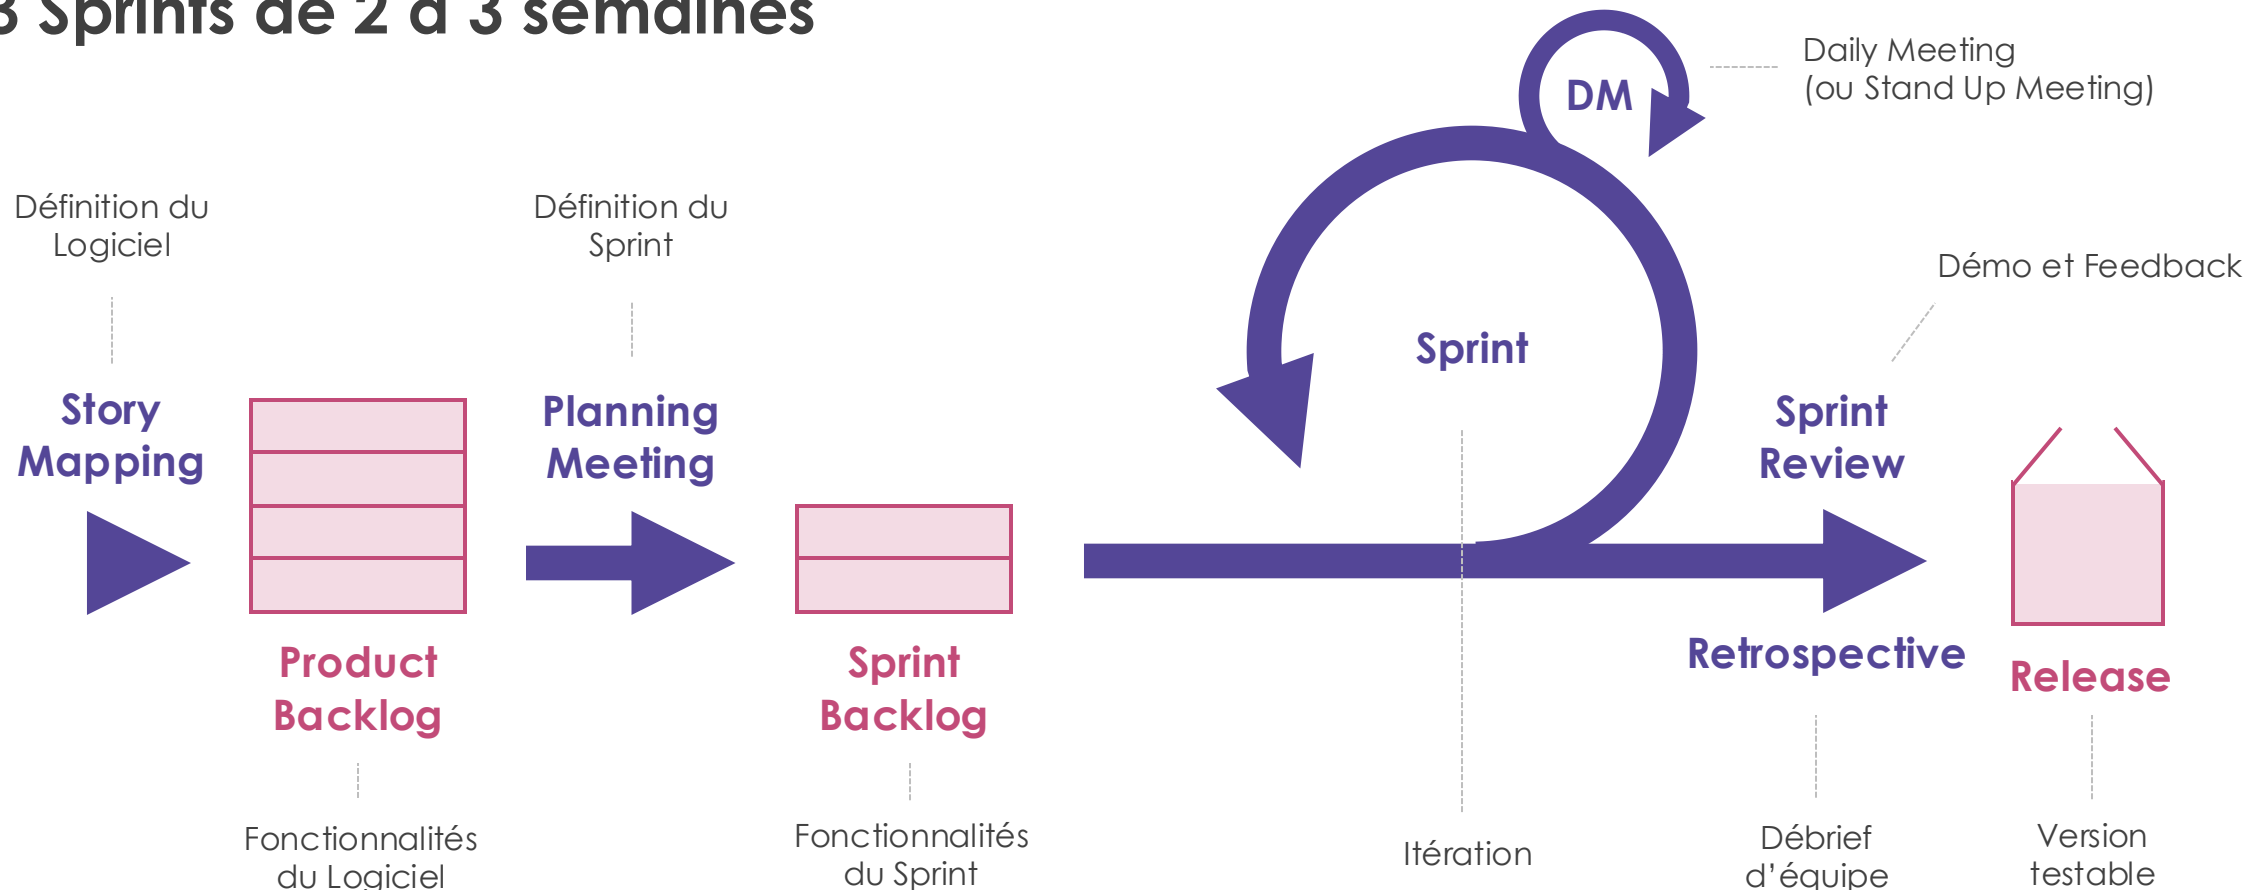 3 Sprints de 2 à 3 semaines
Daily Meeting
(ou Stand Up Meeting)
DM
Définition du
Logiciel
Définition du
Sprint
Démo et Feedback
Sprint
Story
Mapping
Planning
Meeting
Sprint
Review
Product
Backlog
Sprint
Backlog
Retrospective
Release
Fonctionnalités
du Logiciel
Fonctionnalités
du Sprint
Itération
Débrief
d’équipe
Version
testable